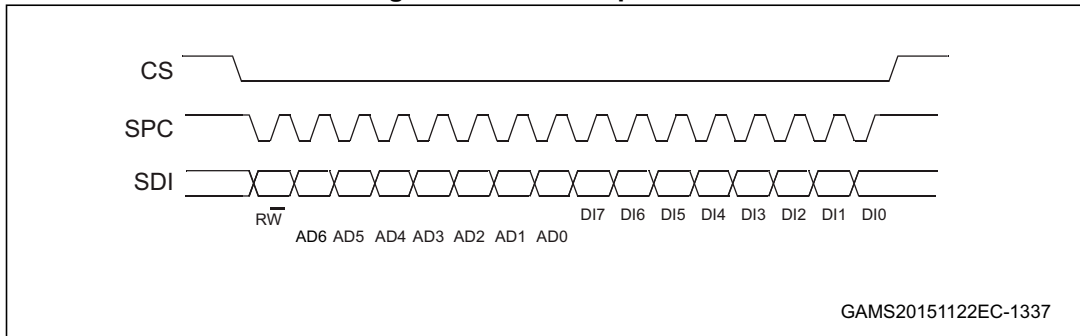 CS
SPC
SDI
RW DI7 DI6 DI5 DI4 DI3 DI2 DI1 DI0
AD6 AD5 AD4 AD3 AD2 AD1 AD0
GAMS20151122EC-1337